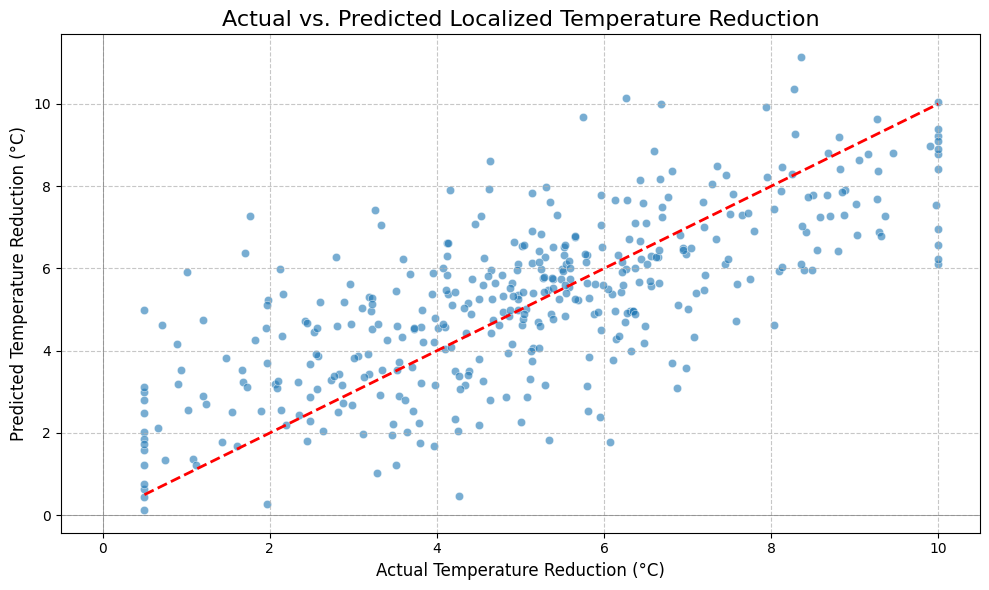 Actual vs. Predicted Localized Temperature Reduction
Predicted Temperature Reduction (°C)
10
8
6
4
2
0
0 2 4 6 8 10
Actual Temperature Reduction (°C)